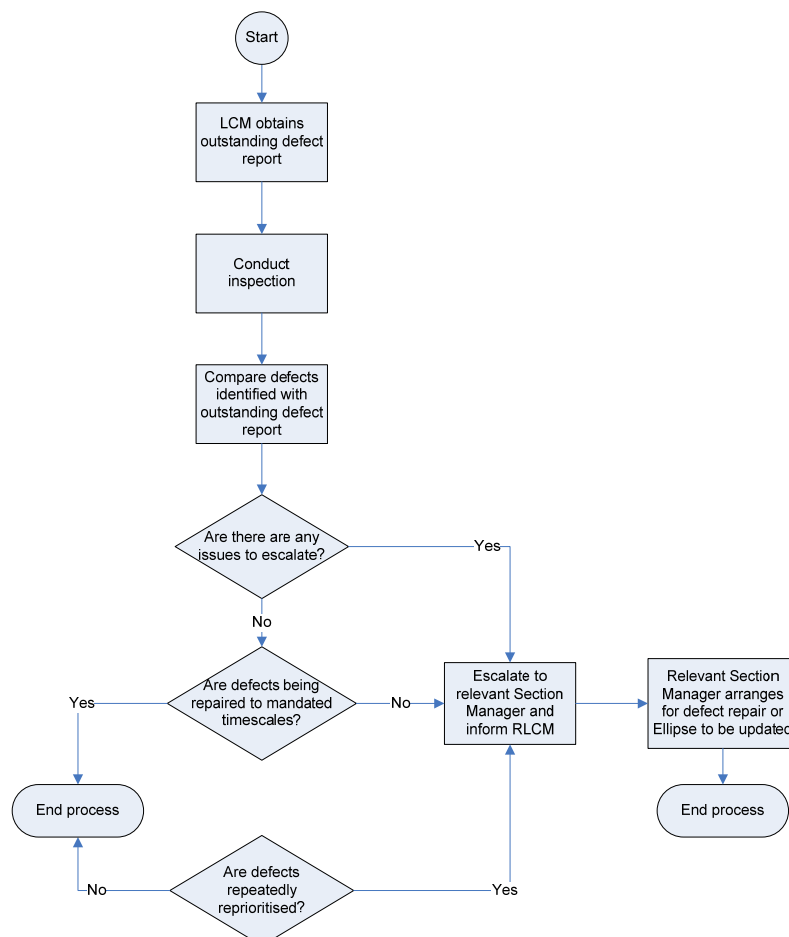 Start
LCM obtains
outstanding defect
report
Conduct
inspection
Compare defects
identified with
outstanding defect
report
Are there are any
issues to escalate?
Yes
No
Are defects being
repaired to mandated
timescales?
Yes
No
Escalate to
relevant Section
Manager and
inform RLCM
Relevant Section
Manager arranges
for defect repair or
Ellipse to be updated
End process
End process
Are defects
repeatedly
reprioritised?
No
Yes